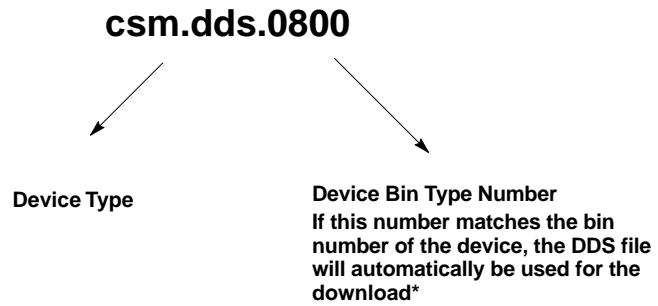 csm.dds.0800
Device Type
Device Bin Type Number
If this number matches the bin
number of the device, the DDS file
will automatically be used for the
download*